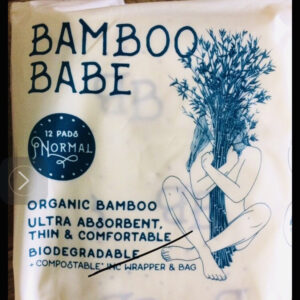 BAMBOO
BABE
12 PADS
NORMAL
ORGANIC BAMBOO
ULTRA ABSORBENT,
THIN & COMFORTABLE
BIODEGRADABLE
+ COMPOSTABLE* INC WRAPPER & BAG